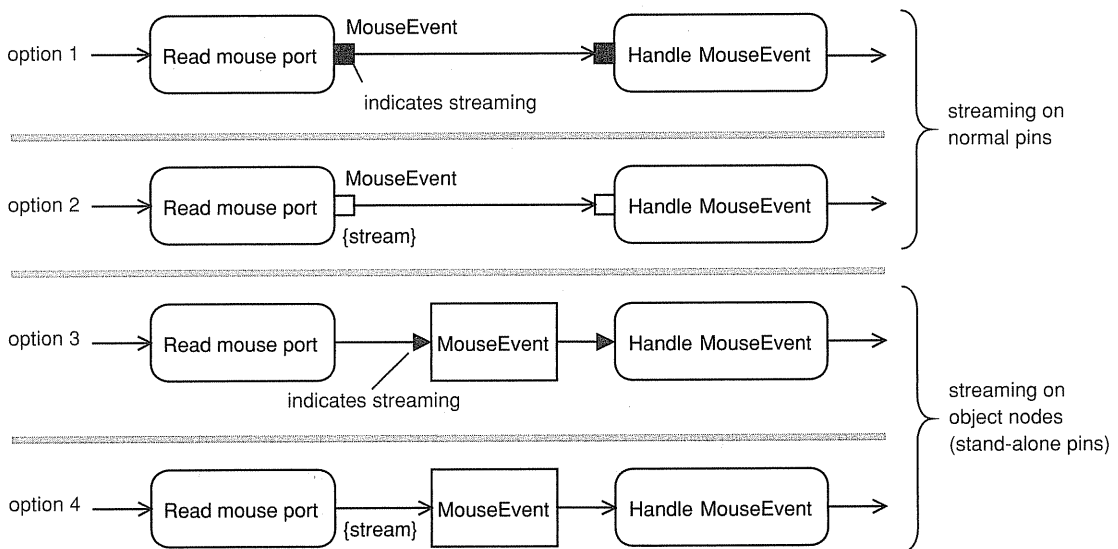 MouseEvent
option 1
Read mouse port
Handle MouseEvent
indicates streaming
streaming on
normal pins
MouseEvent
option 2
Read mouse port
Handle MouseEvent
{stream}
option 3
Read mouse port
MouseEvent
Handle MouseEvent
indicates streaming
streaming on
object nodes
(stand-alone pins)
option 4
Read mouse port
MouseEvent
Handle MouseEvent
{stream}